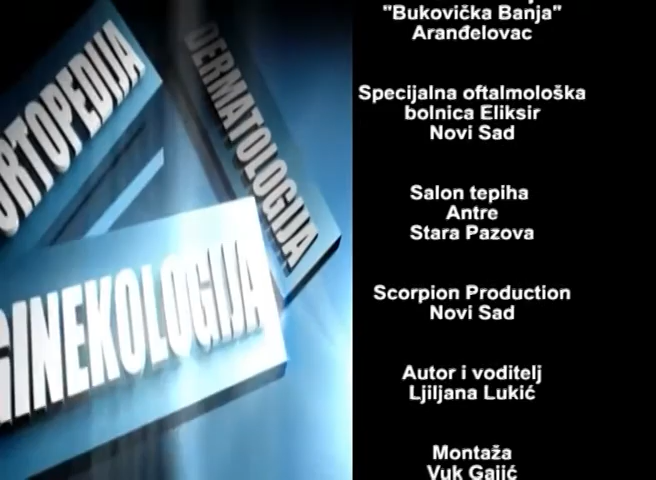 ORTOPEDIJA
DERMATOLOGIJA
GINEKOLOGIJA
"Bukovička Banja"
Aranđelovac
Specijalna oftalmološka
bolnica Eliksir
Novi Sad
Salon tepiha
Antre
Stara Pazova
Scorpion Production
Novi Sad
Autor i voditelj
Ljiljana Lukić
Montaža
Vuk Gajić